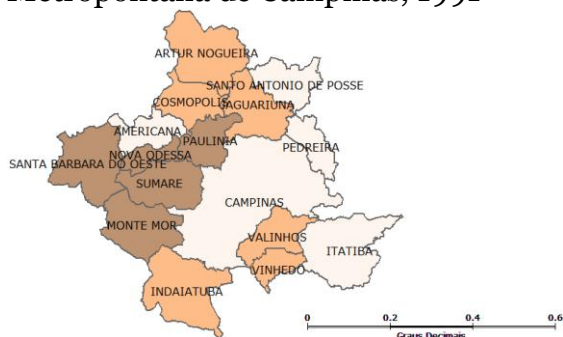 Metropolitana de Campinas, 1991
ARTUR NOGUEIRA
SANTO ANTONIO DE POSSE
COSMOPOLIS
JAGUARIUNA
AMERICANA
PAULINIA
PEDREIRA
NOVA ODESSA
SANTA BARBARA DO OESTE
SUMARE
CAMPINAS
MONTE MOR
VALINHOS
ITATIBA
VINHEDO
INDAIATUBA
0 0.2 0.4 0.6
Graus Decimais